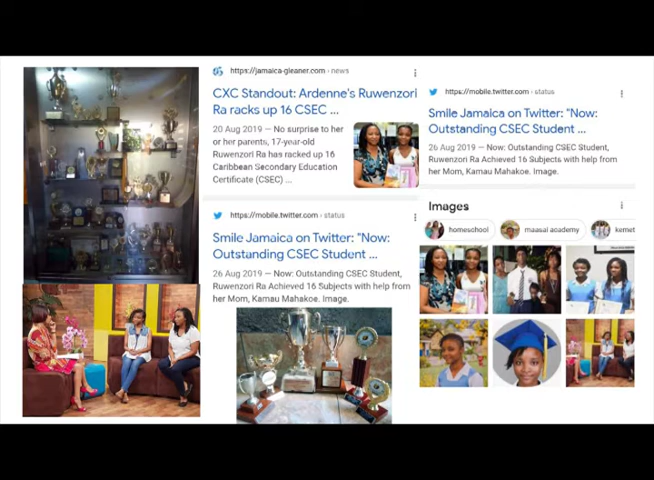 https://jamaica-gleaner.com › news
CXC Standout: Ardenne's Ruwenzori
Ra racks up 16 CSEC ...
20 Aug 2019 — No surprise to her
or her parents, 17-year-old
Ruwenzori Ra has racked up 16
Caribbean Secondary Education
Certificate (CSEC) ...
https://mobile.twitter.com › status
Smile Jamaica on Twitter: "Now:
Outstanding CSEC Student ...
26 Aug 2019 — Now: Outstanding CSEC Student,
Ruwenzori Ra Achieved 16 Subjects with help from
her Mom, Kamau Mahakoe. Image.
https://mobile.twitter.com › status
Smile Jamaica on Twitter: "Now:
Outstanding CSEC Student ...
26 Aug 2019 — Now: Outstanding CSEC Student,
Ruwenzori Ra Achieved 16 Subjects with help from
her Mom, Kamau Mahakoe. Image.
Images
homeschool
maasai academy
kemet